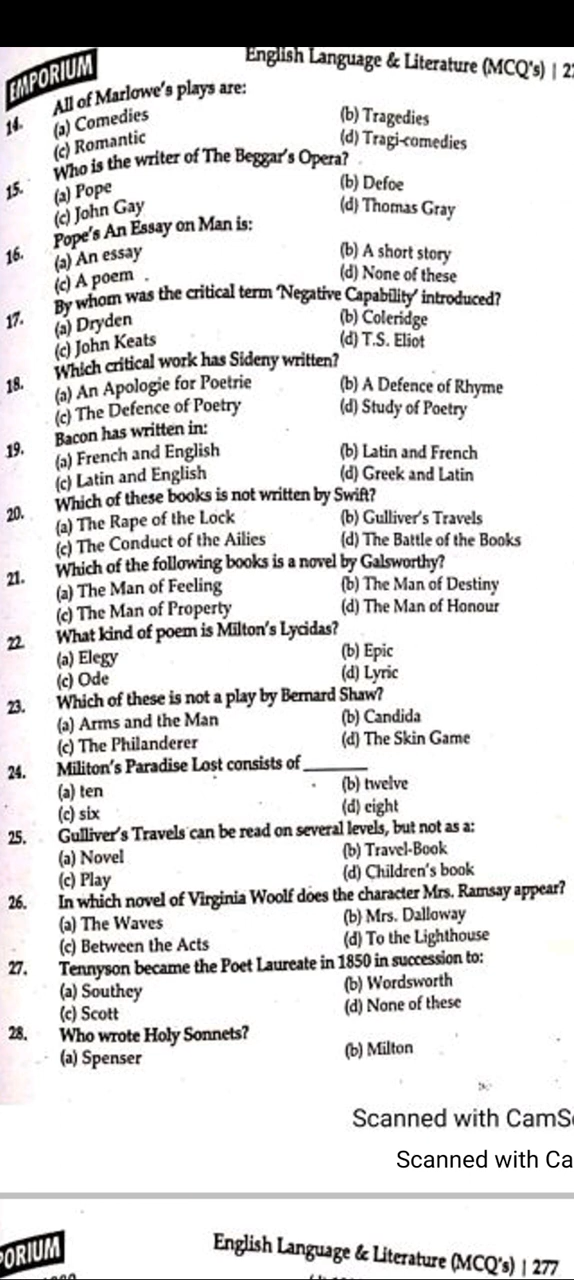 EMPORIUM
English Language & Literature (MCQ's) | 27
14. All of Marlowe's plays are:
(a) Comedies (b) Tragedies
(c) Romantic (d) Tragi-comedies
15. Who is the writer of The Beggar's Opera?
(a) Pope (b) Defoe
(c) John Gay (d) Thomas Gray
16. Pope's An Essay on Man is:
(a) An essay (b) A short story
(c) A poem (d) None of these
17. By whom was the critical term 'Negative Capability' introduced?
(a) Dryden (b) Coleridge
(c) John Keats (d) T.S. Eliot
18. Which critical work has Sideny written?
(a) An Apologie for Poetrie (b) A Defence of Rhyme
(c) The Defence of Poetry (d) Study of Poetry
19. Bacon has written in:
(a) French and English (b) Latin and French
(c) Latin and English (d) Greek and Latin
20. Which of these books is not written by Swift?
(a) The Rape of the Lock (b) Gulliver's Travels
(c) The Conduct of the Ailies (d) The Battle of the Books
21. Which of the following books is a novel by Galsworthy?
(a) The Man of Feeling (b) The Man of Destiny
(c) The Man of Property (d) The Man of Honour
22. What kind of poem is Milton's Lycidas?
(a) Elegy (b) Epic
(c) Ode (d) Lyric
23. Which of these is not a play by Bernard Shaw?
(a) Arms and the Man (b) Candida
(c) The Philanderer (d) The Skin Game
24. Militon's Paradise Lost consists of ________
(a) ten (b) twelve
(c) six (d) eight
25. Gulliver's Travels can be read on several levels, but not as a:
(a) Novel (b) Travel-Book
(c) Play (d) Children's book
26. In which novel of Virginia Woolf does the character Mrs. Ramsay appear?
(a) The Waves (b) Mrs. Dalloway
(c) Between the Acts (d) To the Lighthouse
27. Tennyson became the Poet Laureate in 1850 in succession to:
(a) Southey (b) Wordsworth
(c) Scott (d) None of these
28. Who wrote Holy Sonnets?
(a) Spenser (b) Milton
Scanned with CamS
Scanned with Ca
PORIUM
English Language & Literature (MCQ's) | 277